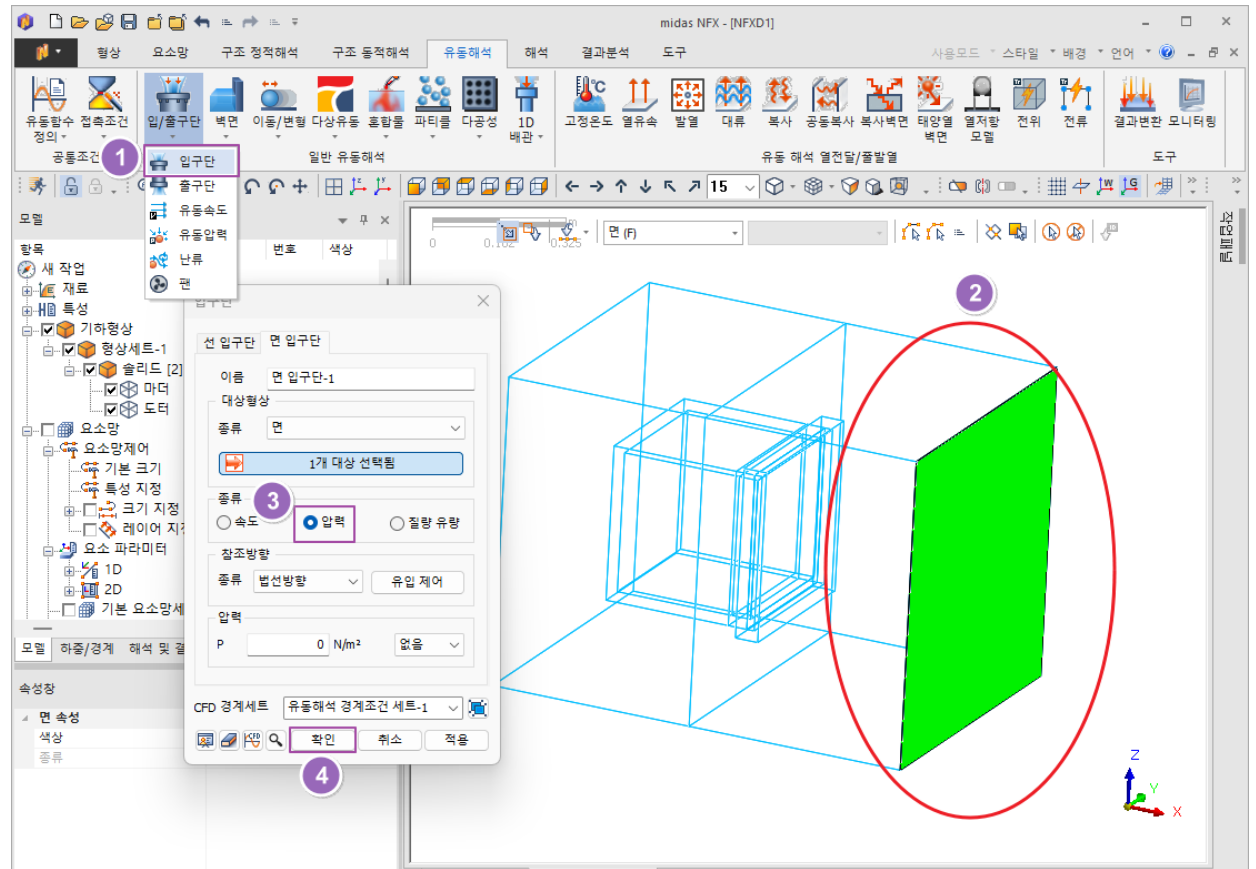 midas NFX - [NFXD1]
형상 요소망 구조 정적해석 구조 동적해석 유동해석 해석 결과분석 도구 사용모드 스타일 배경 언어
유동함수 정의 접촉조건 입/출구단 벽면 이동/변형 다상유동 혼합물 파티클 다공성 1D 배관 고정온도 열유속 발열 대류 복사 공동복사 복사벽면 태양열 벽면 열저항 모델 전위 전류 결과변환 모니터링
공통조건 일반 유동해석 유동 해석 열전달/줄발열 도구
1
입구단
출구단
유동속도
유동압력
난류
팬
15
모델
항목 번호 색상
새 작업
재료
특성
기하형상
형상세트-1
솔리드 [2]
마더
도터
요소망
요소망제어
기본 크기
특성 지정
크기 지정
레이어 지정
요소 파라미터
1D
2D
기본 요소망세
모델 하중/경계 해석 및 결
속성창
면 속성
색상
종류
입구단
선 입구단 면 입구단
이름 면 입구단-1
대상형상
종류 면
1개 대상 선택됨
종류
3
속도 압력 질량 유량
참조방향
종류 법선방향 유입 제어
압력
P 0 N/m² 없음
CFD 경계세트 유동해석 경계조건 세트-1
확인 취소 적용
4
0 0.162 0.325 m
면 (F)
작업패널
2
Z
Y
X